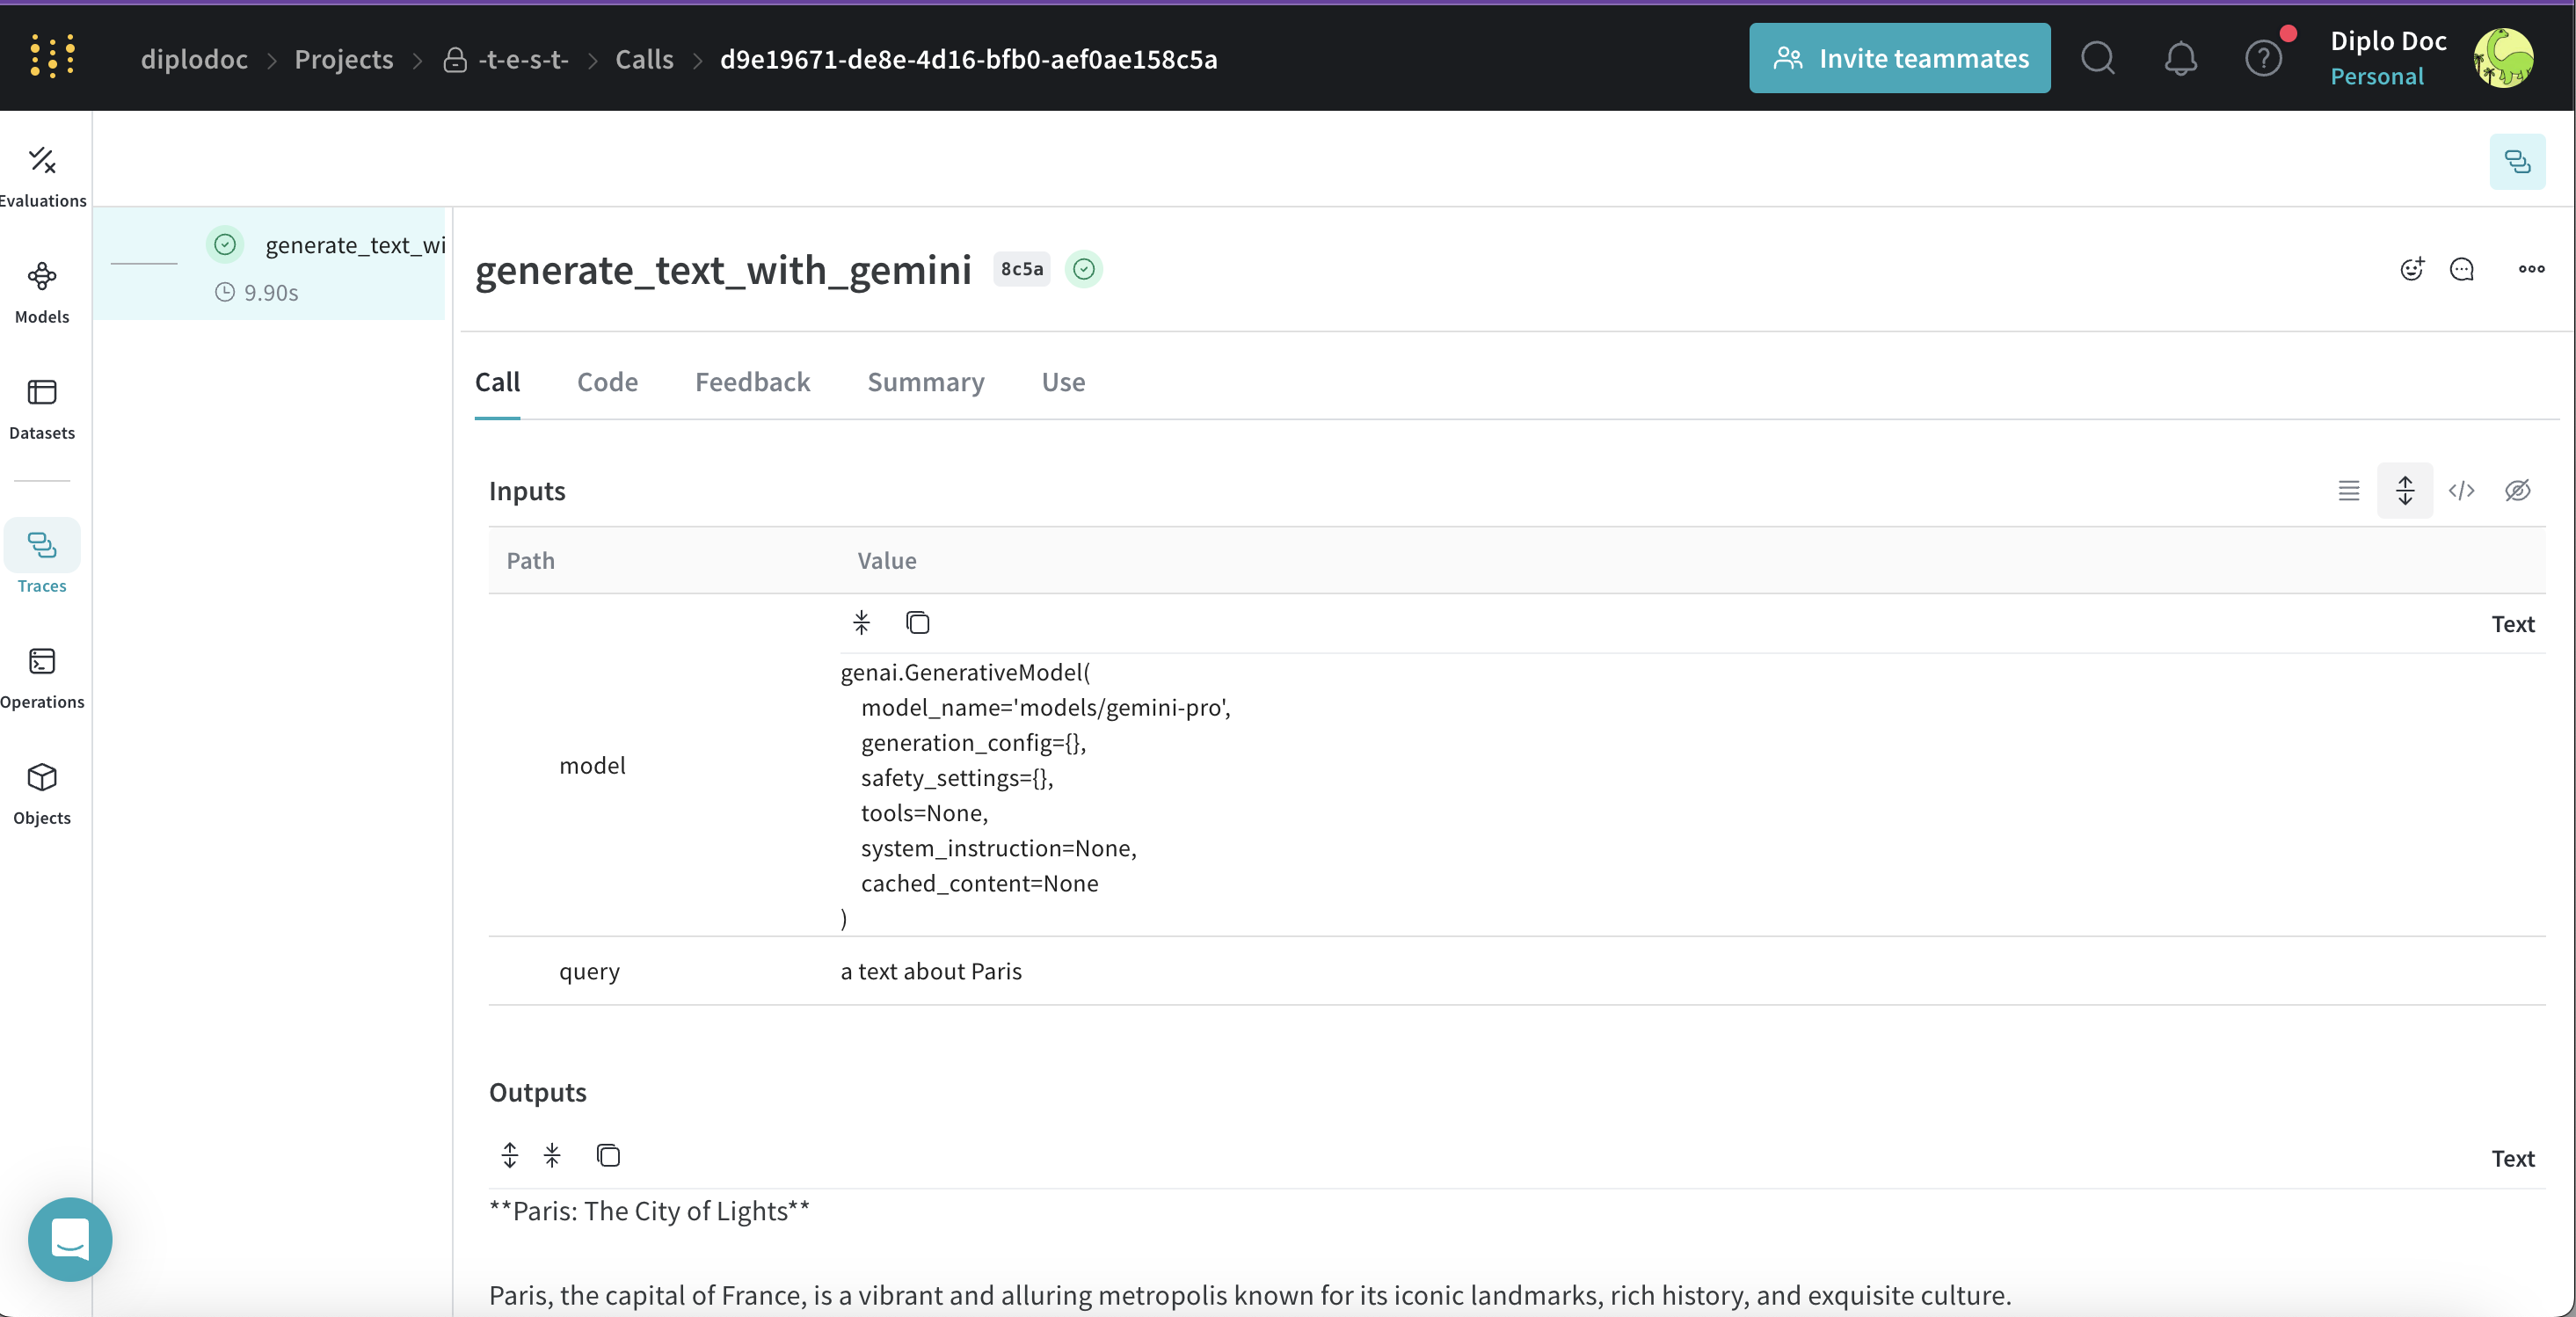 diplodoc > Projects > -t-e-s-t- > Calls > d9e19671-de8e-4d16-bfb0-aef0ae158c5a
Invite teammates
Diplo Doc
Personal
Evaluations
Models
Datasets
Traces
Operations
Objects
generate_text_wi
9.90s
generate_text_with_gemini 8c5a
Call Code Feedback Summary Use
Inputs
Path Value
Text
model
genai.GenerativeModel(
model_name='models/gemini-pro',
generation_config={},
safety_settings={},
tools=None,
system_instruction=None,
cached_content=None
)
query a text about Paris
Outputs
Text
**Paris: The City of Lights**
Paris, the capital of France, is a vibrant and alluring metropolis known for its iconic landmarks, rich history, and exquisite culture.